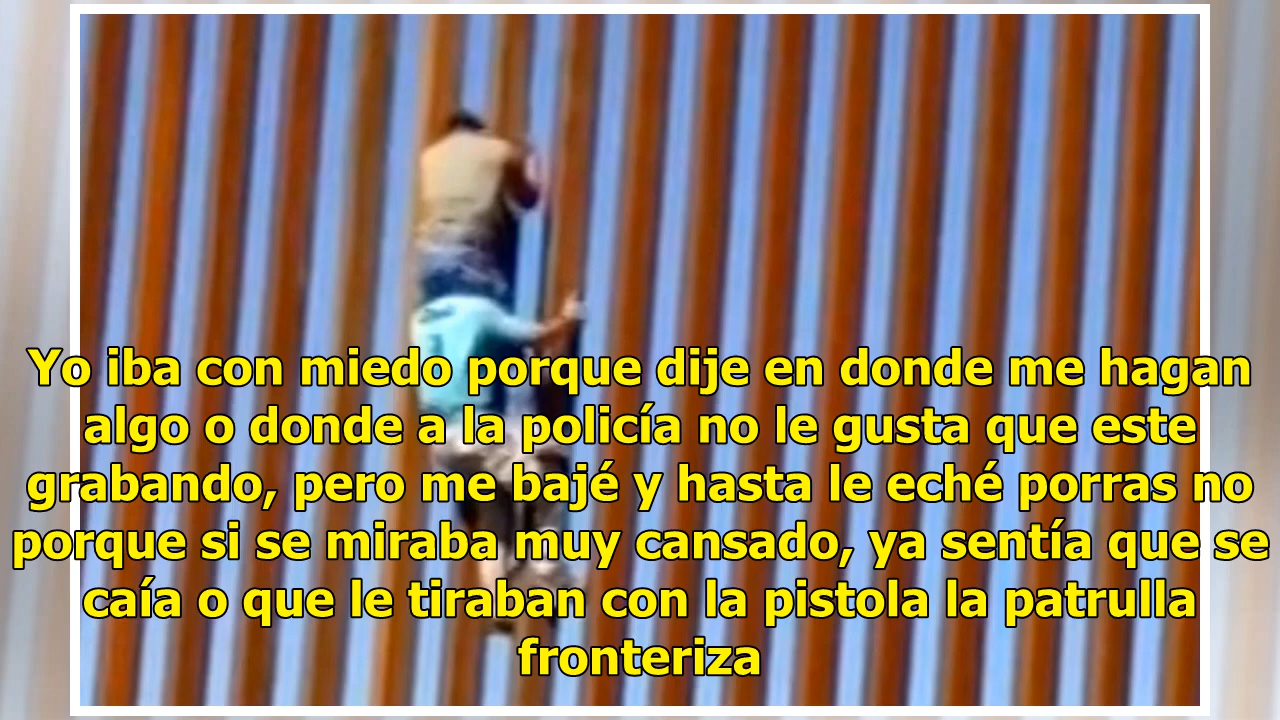 Yo iba con miedo porque dije en donde me hagan
algo o donde a la policía no le gusta que este
grabando, pero me bajé y hasta le eché porras no
porque si se miraba muy cansado, ya sentía que se
caía o que le tiraban con la pistola la patrulla
fronteriza